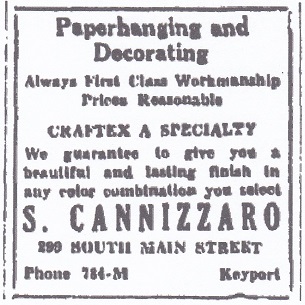 Paperhanging and
Decorating
Always First Class Workmanship
Prices Reasonable
CRAFTEX A SPECIALTY
We guarantee to give you a
beautiful and lasting finish in
any color combination you select
S. CANNIZZARO
299 SOUTH MAIN STREET
Phone 784-M Keyport